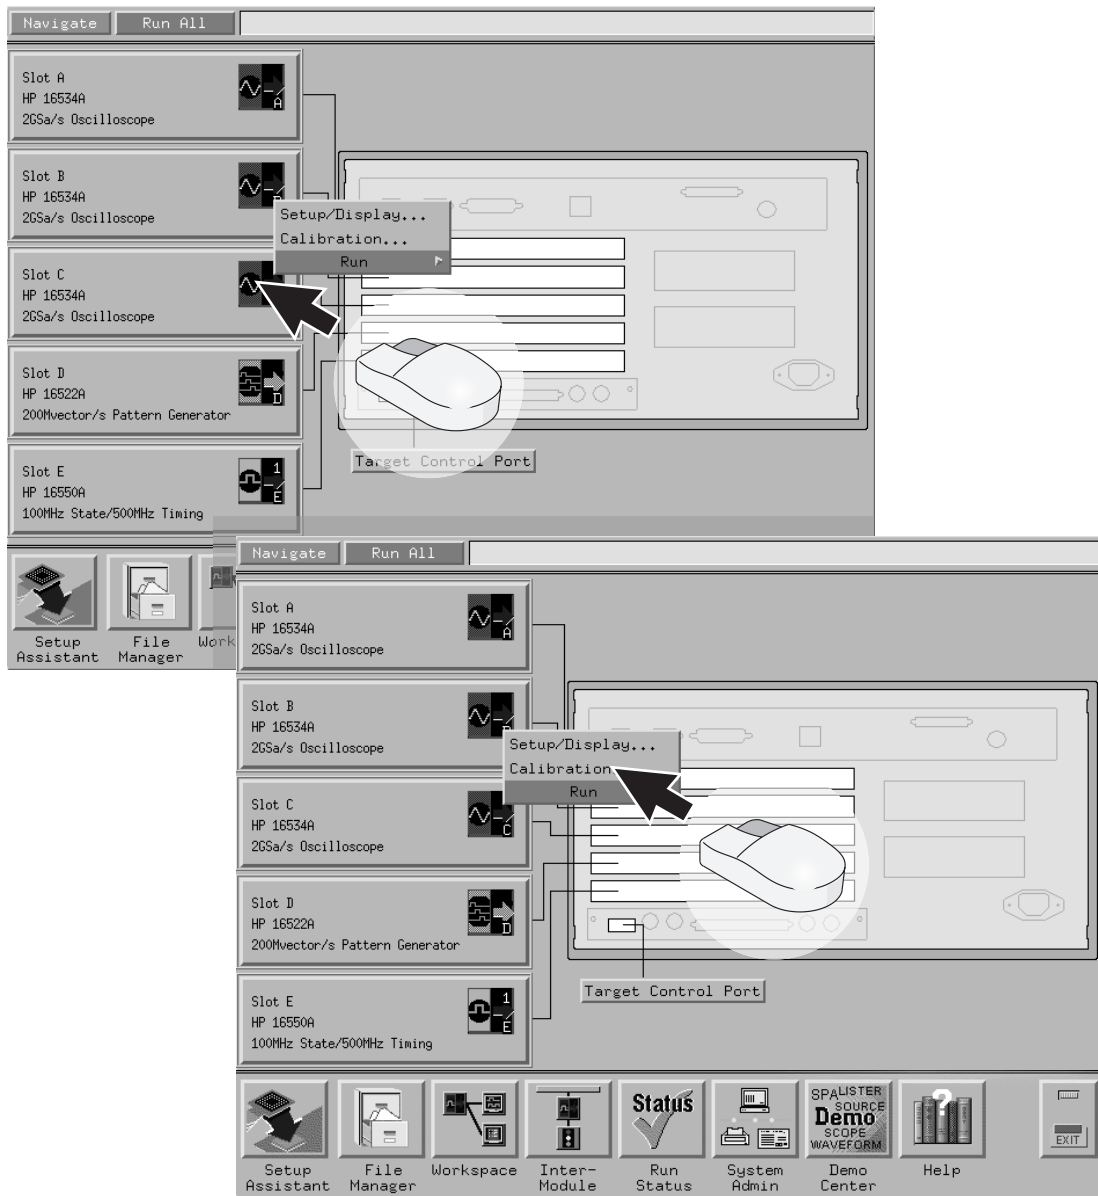 Navigate Run All
Slot A
HP 16534A
2GSa/s Oscilloscope
A
Slot B
HP 16534A
2GSa/s Oscilloscope
Setup/Display...
Calibration...
Run
Slot C
HP 16534A
2GSa/s Oscilloscope
Slot D
HP 16522A
200Mvector/s Pattern Generator
D
Slot E
HP 16550A
100MHz State/500MHz Timing
1
E
Target Control Port
Setup
Assistant
File
Manager
Navigate Run All
Slot A
HP 16534A
2GSa/s Oscilloscope
A
Slot B
HP 16534A
2GSa/s Oscilloscope
Setup/Display...
Calibration
Run
Slot C
HP 16534A
2GSa/s Oscilloscope
C
Slot D
HP 16522A
200Mvector/s Pattern Generator
D
Slot E
HP 16550A
100MHz State/500MHz Timing
1
E
Target Control Port
Status
SPALISTER
SOURCE
Demo
SCOPE
WAVEFORM
?
EXIT
Setup
Assistant
File
Manager
Workspace
Inter-
Module
Run
Status
System
Admin
Demo
Center
Help